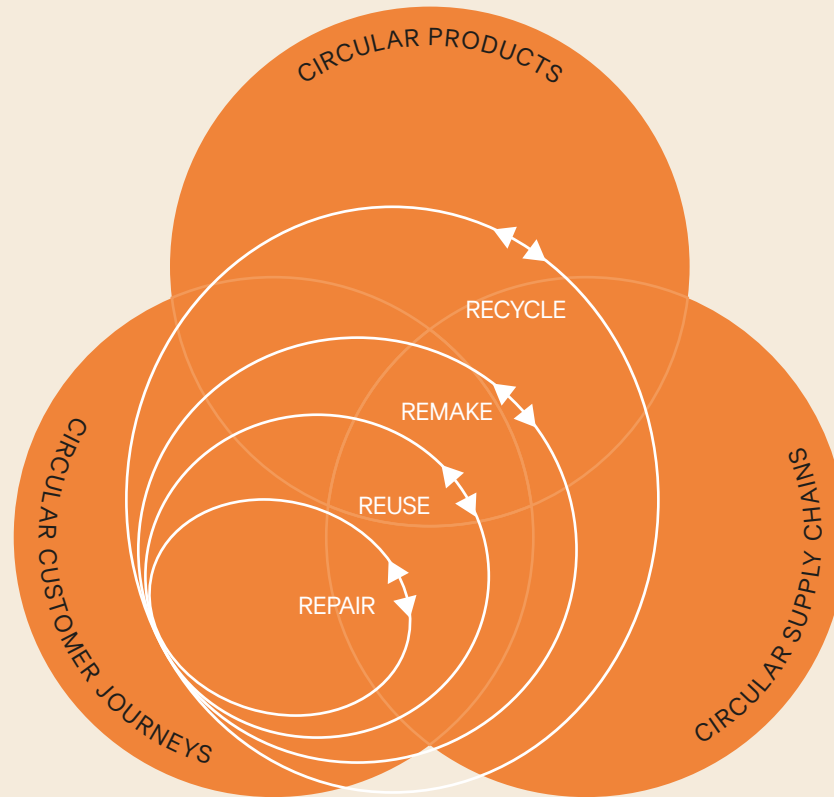 CIRCULAR PRODUCTS
RECYCLE
REMAKE
REUSE
REPAIR
CIRCULAR CUSTOMER JOURNEYS
CIRCULAR SUPPLY CHAINS